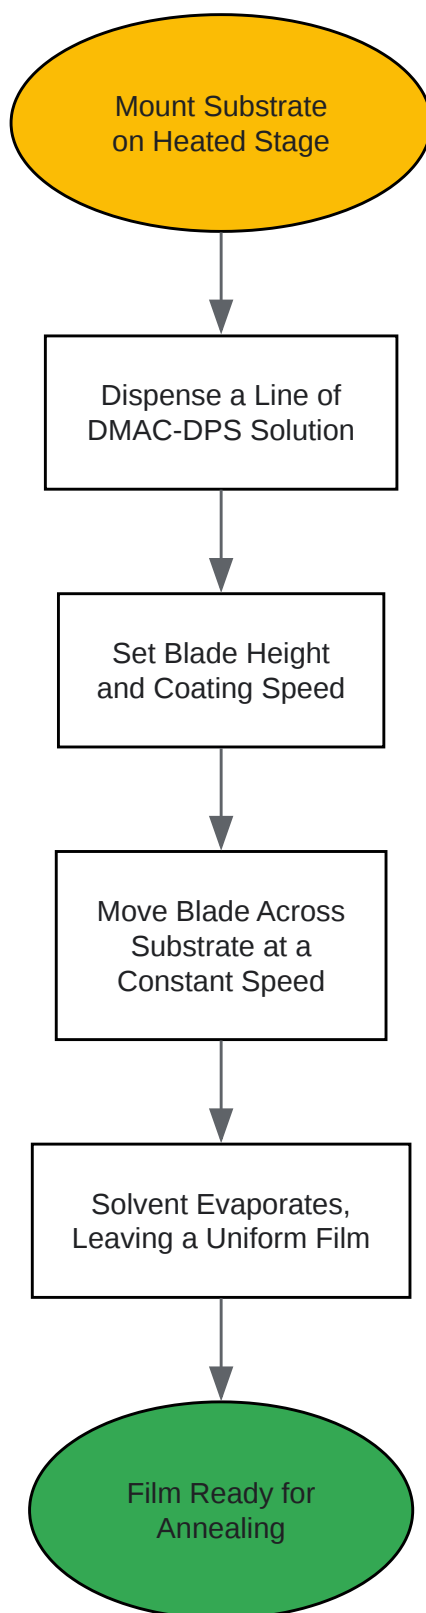 Mount Substrate
on Heated Stage
Dispense a Line of
DMAC-DPS Solution
Set Blade Height
and Coating Speed
Move Blade Across
Substrate at a
Constant Speed
Solvent Evaporates,
Leaving a Uniform Film
Film Ready for
Annealing